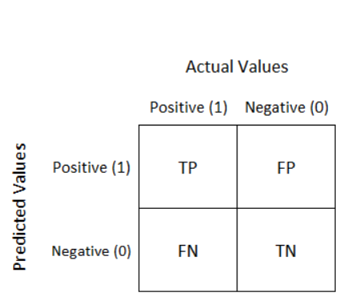 Actual Values
Positive (1) Negative (0)
Predicted Values
Positive (1) TP FP
Negative (0) FN TN